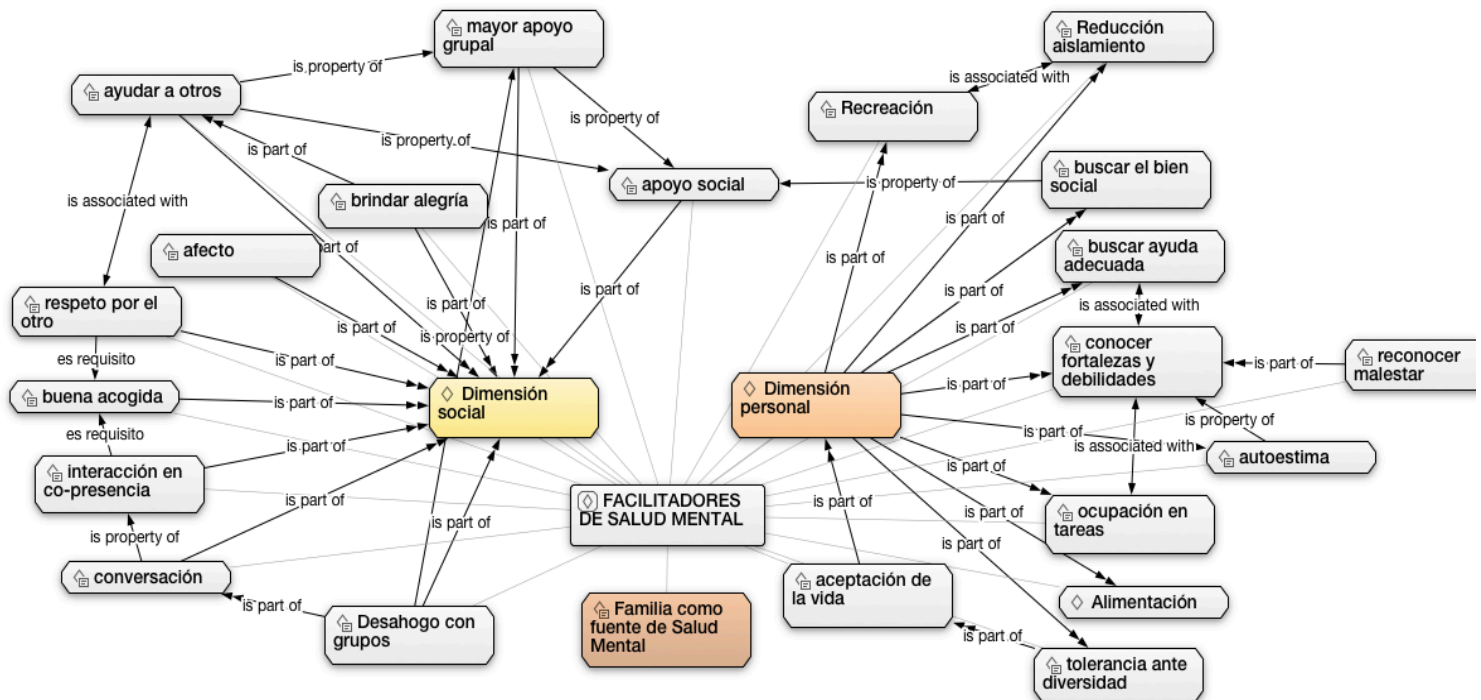 mayor apoyo
grupal
Reducción
aislamiento
is property of
is associated with
ayudar a otros
Recreación
is property of
is property of
is part of
buscar el bien
social
apoyo social
is property of
is associated with
brindar alegría
is part of
is part of
afecto
part of
buscar ayuda
adecuada
is part of
respeto por el
otro
is part of
is part of
is part of
is associated with
is part of
is property of
is part of
conocer
fortalezas y
debilidades
reconocer
malestar
es requisito
is part of
is part of
is part of
Dimensión
social
Dimensión
personal
buena acogida
is part of
is property of
es requisito
is part of
is part of
is associated with
autoestima
interacción en
co-presencia
is part of
FACILITADORES
DE SALUD MENTAL
is part of
is part of
ocupación en
tareas
is part of
is part of
is property of
is part of
conversación
aceptación de
la vida
Alimentación
is part of
Desahogo con
grupos
Familia como
fuente de Salud
Mental
is part of
tolerancia ante
diversidad